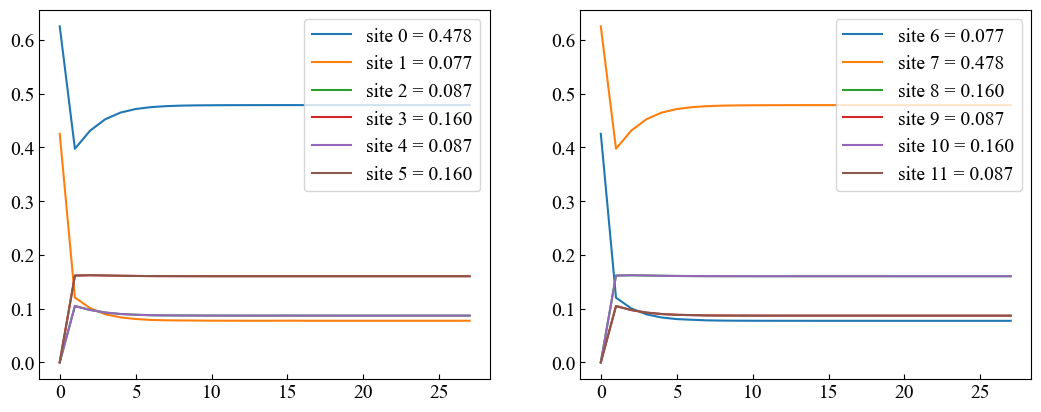 0.6
0.5
0.4
0.3
0.2
0.1
0.0
0 5 10 15 20 25
site 0 = 0.478
site 1 = 0.077
site 2 = 0.087
site 3 = 0.160
site 4 = 0.087
site 5 = 0.160
0.6
0.5
0.4
0.3
0.2
0.1
0.0
0 5 10 15 20 25
site 6 = 0.077
site 7 = 0.478
site 8 = 0.160
site 9 = 0.087
site 10 = 0.160
site 11 = 0.087